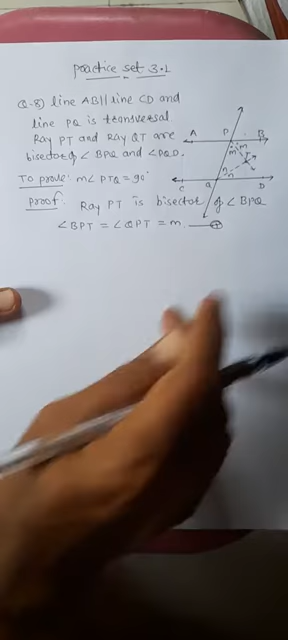 Practice set 3.1
Q-8) line AB || line CD and
line PQ is transversal
Ray PT and Ray QT are
bisector of ∠ BPQ and ∠PQD.
To prove: m∠ PTQ = 90°
Proof: Ray PT is bisector of ∠ BPQ
∠ BPT = ∠ QPT = m. ①
A P B
m m
T
n n
C Q D